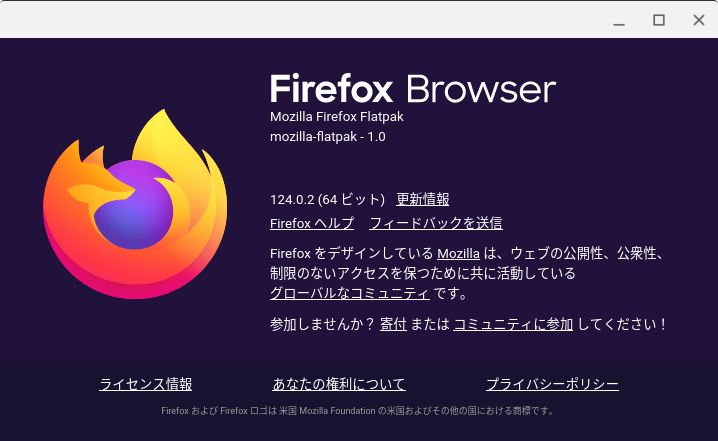 Firefox Browser
Mozilla Firefox Flatpak
mozilla-flatpak - 1.0
124.0.2 (64 ビット) 更新情報
Firefox ヘルプ フィードバックを送信
Firefox をデザインしている Mozilla は、ウェブの公開性、公衆性、
制限のないアクセスを保つために共に活動している
グローバルなコミュニティ です。
参加しませんか？ 寄付 または コミュニティに参加 してください！
ライセンス情報 あなたの権利について プライバシーポリシー
Firefox および Firefox ロゴは 米国 Mozilla Foundation の米国およびその他の国における商標です。